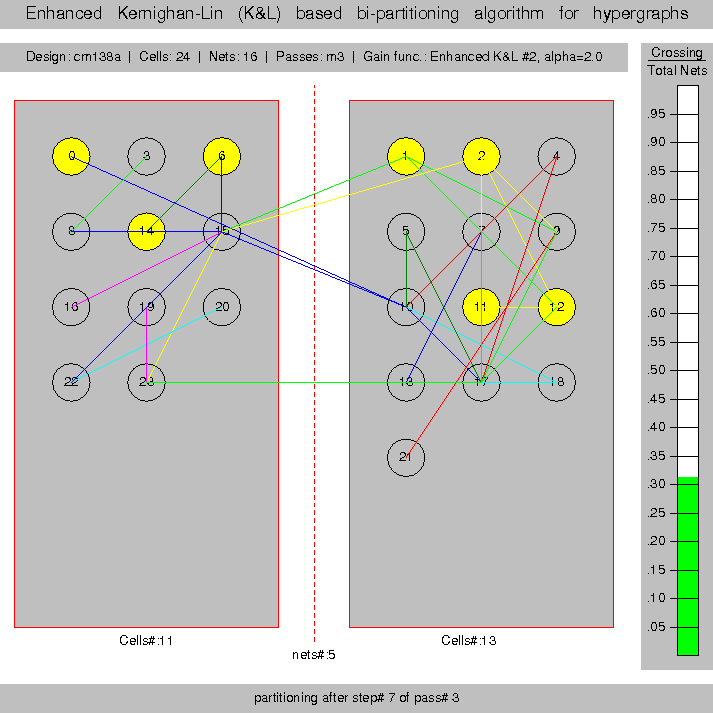 Enhanced Kernighan-Lin (K&L) based bi-partitioning algorithm for hypergraphs
Design: cm138a | Cells: 24 | Nets: 16 | Passes: m3 | Gain func.: Enhanced K&L #2, alpha=2.0
Crossing
Total Nets
.95
.90
.85
.80
.75
.70
.65
.60
.55
.50
.45
.40
.35
.30
.25
.20
.15
.10
.05
0 3 6 1 2 4
8 14 15 5 7 9
16 19 20 10 11 12
22 23 13 17 18
21
Cells#:11 Cells#:13
nets#:5
partitioning after step# 7 of pass# 3